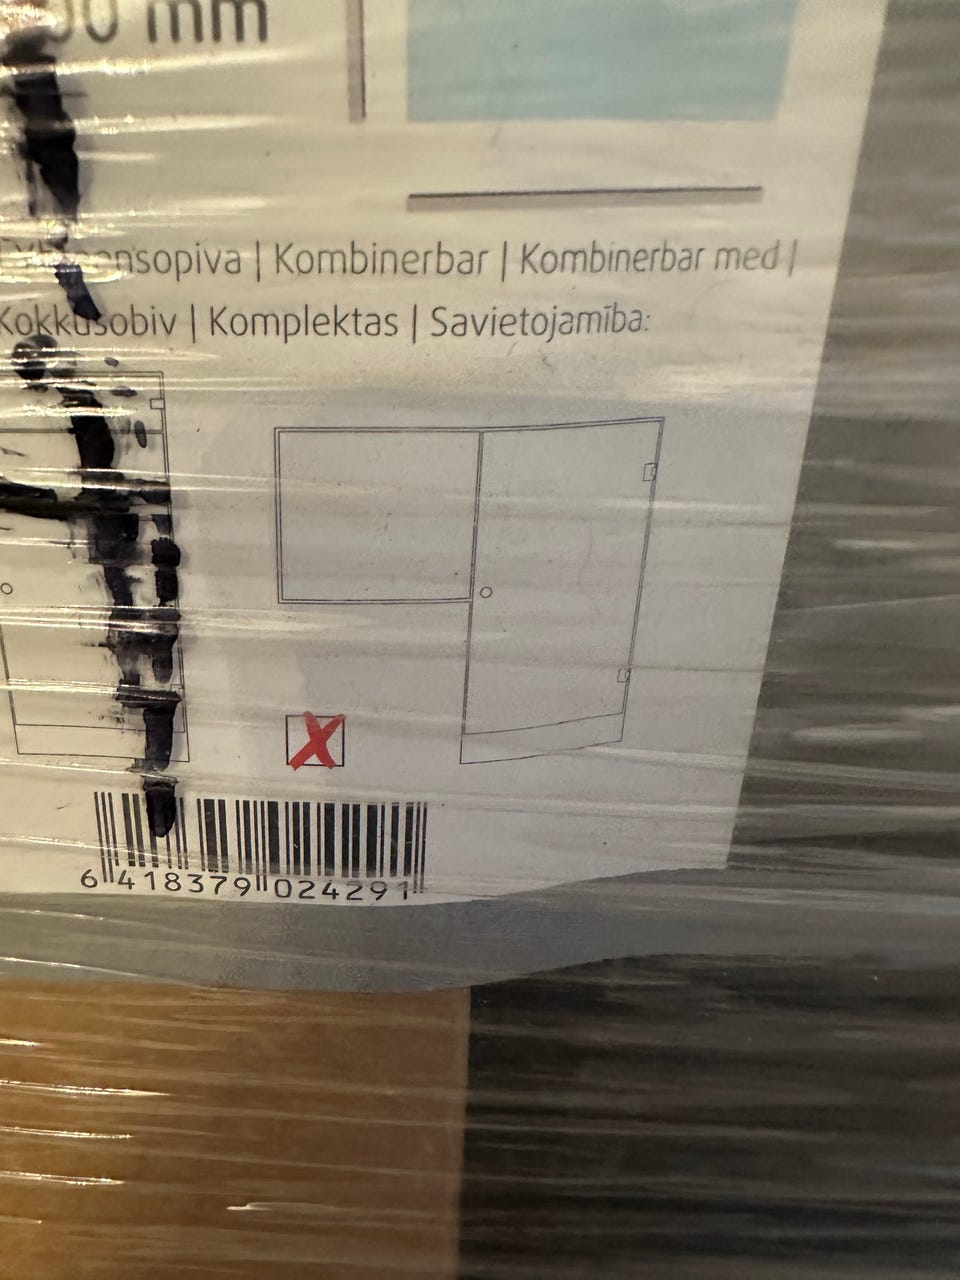 mm
Kombinerbar | Kombinerbar med |
Kokkusobiv | Komplektas | Savietojamība:
X
6 418379 024291